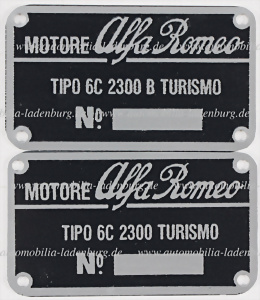 MOTORE Alfa Romeo
TIPO 6C 2300 B TURISMO
Nº
MOTORE Alfa Romeo
TIPO 6C 2300 TURISMO
Nº
www.automobilia-ladenburg.de